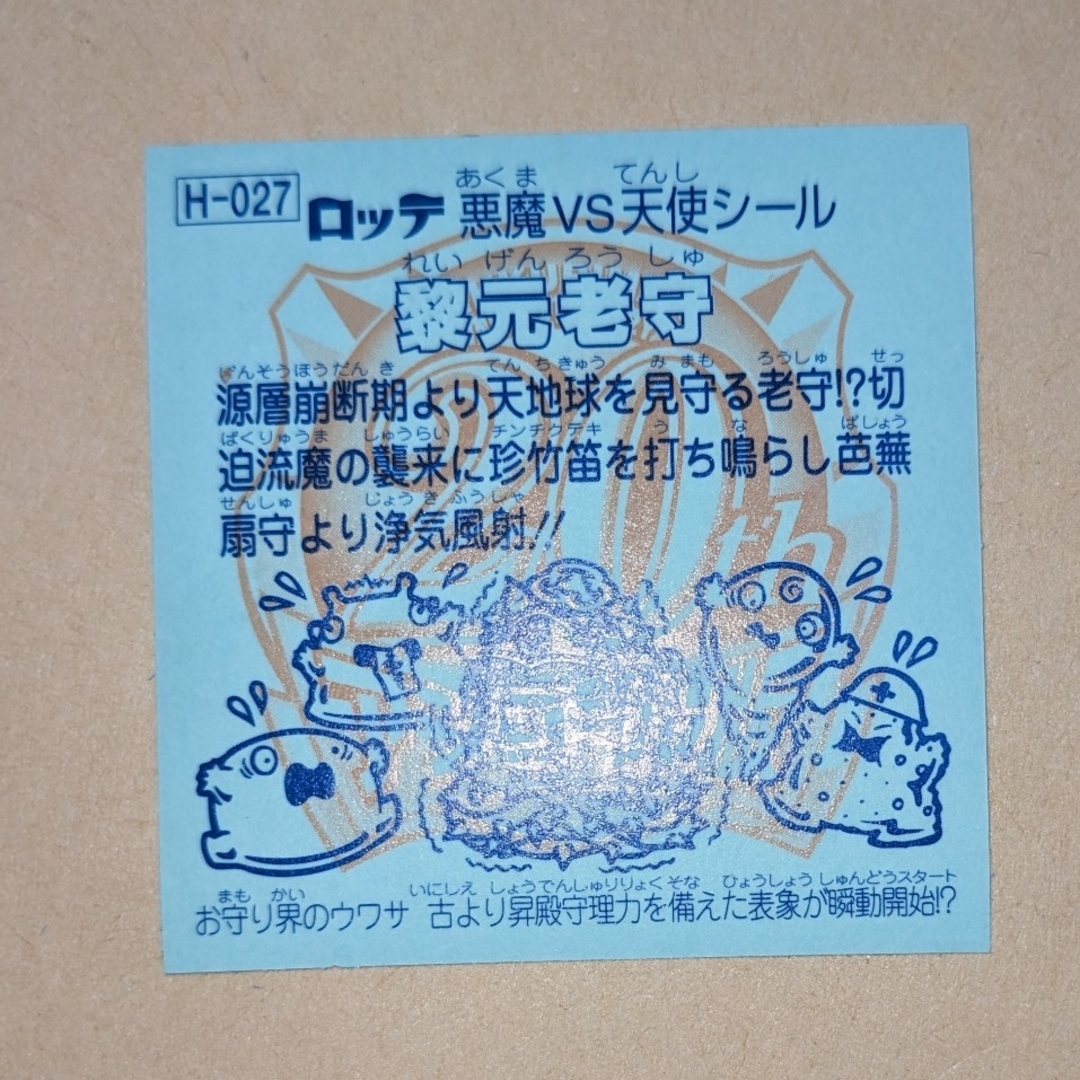 H-027
あくま てんし
ロッテ 悪魔VS天使シール
れい げん ろう しゅ
黎元老守
げんそうほうだん き てん ち きゅう み まも ろうしゅ せっ
源層崩断期より天地球を見守る老守!?切
ぱくりゅうま しゅうらい チンチクテキ う な ばしょう
迫流魔の襲来に珍竹笛を打ち鳴らし芭蕉
せんしゅ じょう き ふうしゃ
扇守より浄気風射!!
20th
まも かい いにしえ しょうでんしゅりりょく そな ひょうしょう しゅんどうスタート
お守り界のウワサ 古より昇殿守理力を備えた表象が瞬動開始!?